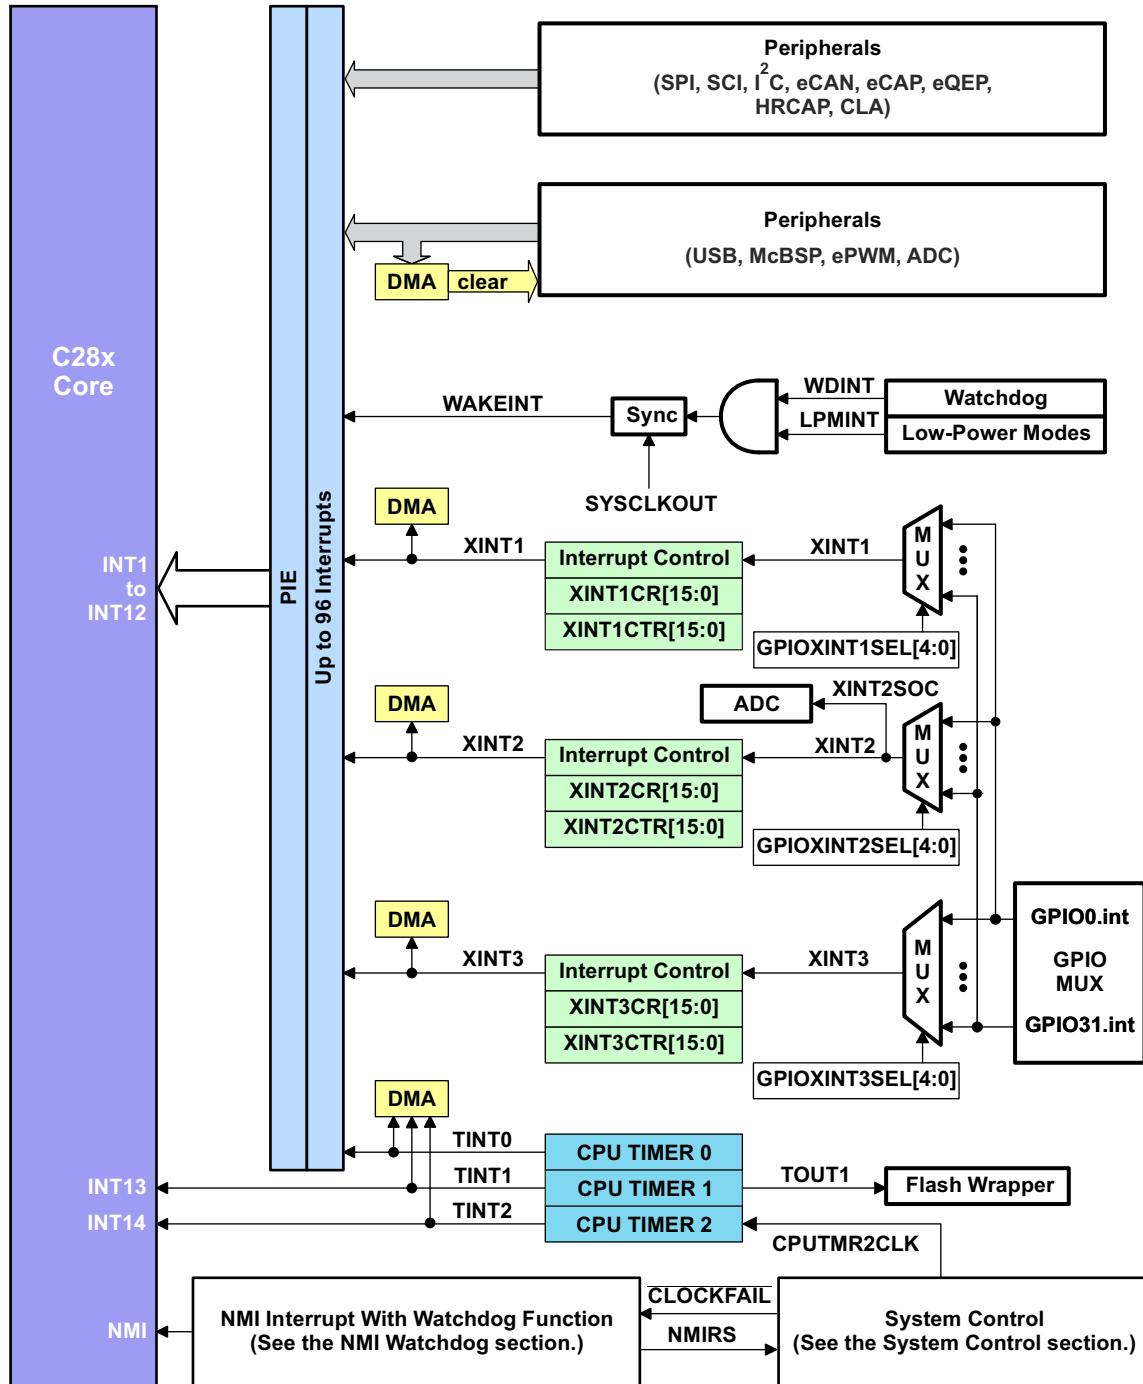 Peripherals
(SPI, SCI, I²C, eCAN, eCAP, eQEP,
HRCAP, CLA)
Peripherals
(USB, McBSP, ePWM, ADC)
DMA
clear
C28x
Core
WAKEINT
Sync
WDINT
Watchdog
LPMINT
Low-Power Modes
SYSCLKOUT
PIE
Up to 96 Interrupts
INT1
to
INT12
DMA
XINT1
Interrupt Control
XINT1CR[15:0]
XINT1CTR[15:0]
XINT1
MUX
GPIOXINT1SEL[4:0]
DMA
XINT2
Interrupt Control
XINT2CR[15:0]
XINT2CTR[15:0]
ADC
XINT2SOC
XINT2
MUX
GPIOXINT2SEL[4:0]
DMA
XINT3
Interrupt Control
XINT3CR[15:0]
XINT3CTR[15:0]
XINT3
MUX
GPIOXINT3SEL[4:0]
GPIO0.int
GPIO
MUX
GPIO31.int
DMA
TINT0
CPU TIMER 0
INT13
TINT1
CPU TIMER 1
TOUT1
Flash Wrapper
INT14
TINT2
CPU TIMER 2
CPUTMR2CLK
NMI
NMI Interrupt With Watchdog Function
(See the NMI Watchdog section.)
CLOCKFAIL
NMIRS
System Control
(See the System Control section.)